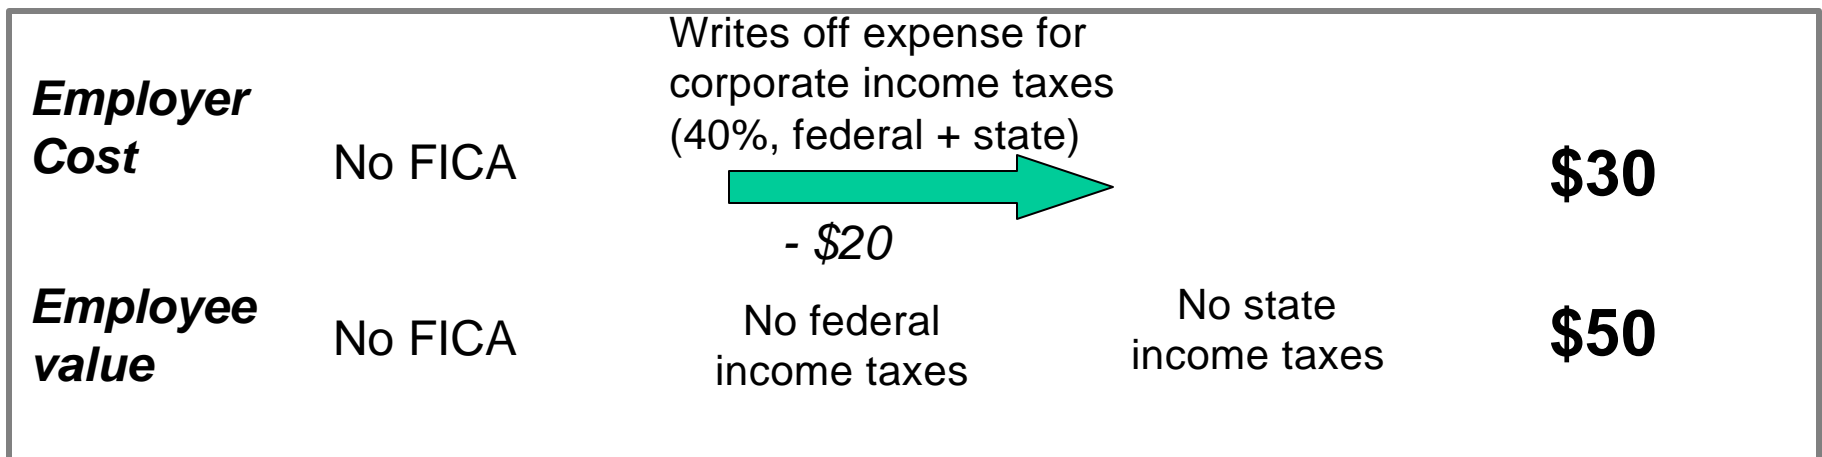 Writes off expense for
corporate income taxes
(40%, federal + state)
Employer
Cost
No FICA
$30
- $20
Employee
value
No FICA
No federal
income taxes
No state
income taxes
$50